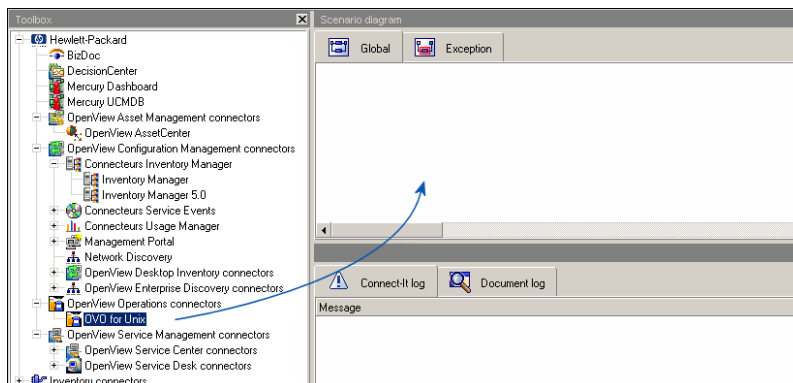 Toolbox
Hewlett-Packard
BizDoc
DecisionCenter
Mercury Dashboard
Mercury UCMDB
OpenView Asset Management connectors
OpenView AssetCenter
OpenView Configuration Management connectors
Connecteurs Inventory Manager
Inventory Manager
Inventory Manager 5.0
Connecteurs Service Events
Connecteurs Usage Manager
Management Portal
Network Discovery
OpenView Desktop Inventory connectors
OpenView Enterprise Discovery connectors
OpenView Operations connectors
OVO for Unix
OpenView Service Management connectors
OpenView Service Center connectors
OpenView Service Desk connectors
Inventory connectors
Scenario diagram
Global
Exception
Connect-It log
Document log
Message